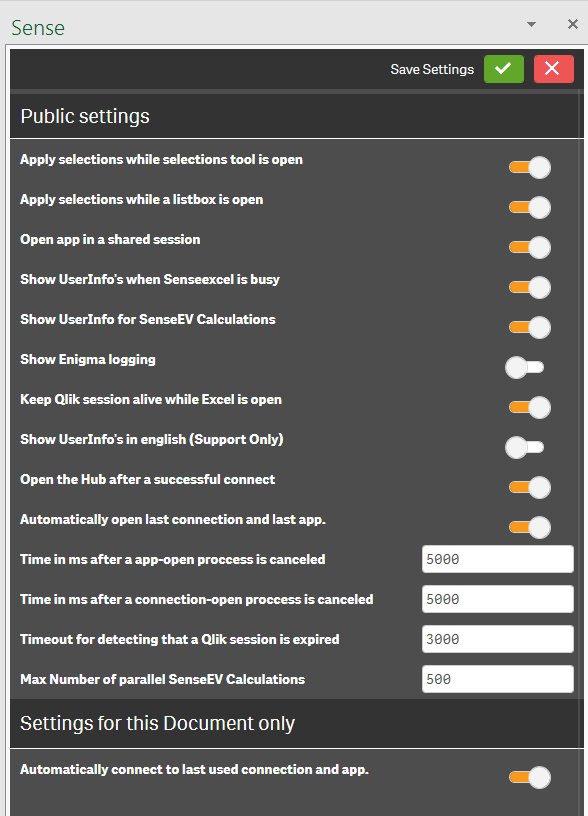 Sense
Save Settings
Public settings
Apply selections while selections tool is open
Apply selections while a listbox is open
Open app in a shared session
Show UserInfo's when Senseexcel is busy
Show UserInfo for SenseEV Calculations
Show Enigma logging
Keep Qlik session alive while Excel is open
Show UserInfo's in english (Support Only)
Open the Hub after a successful connect
Automatically open last connection and last app.
Time in ms after a app-open proccess is canceled 5000
Time in ms after a connection-open proccess is canceled 5000
Timeout for detecting that a Qlik session is expired 3000
Max Number of parallel SenseEV Calculations 500
Settings for this Document only
Automatically connect to last used connection and app.